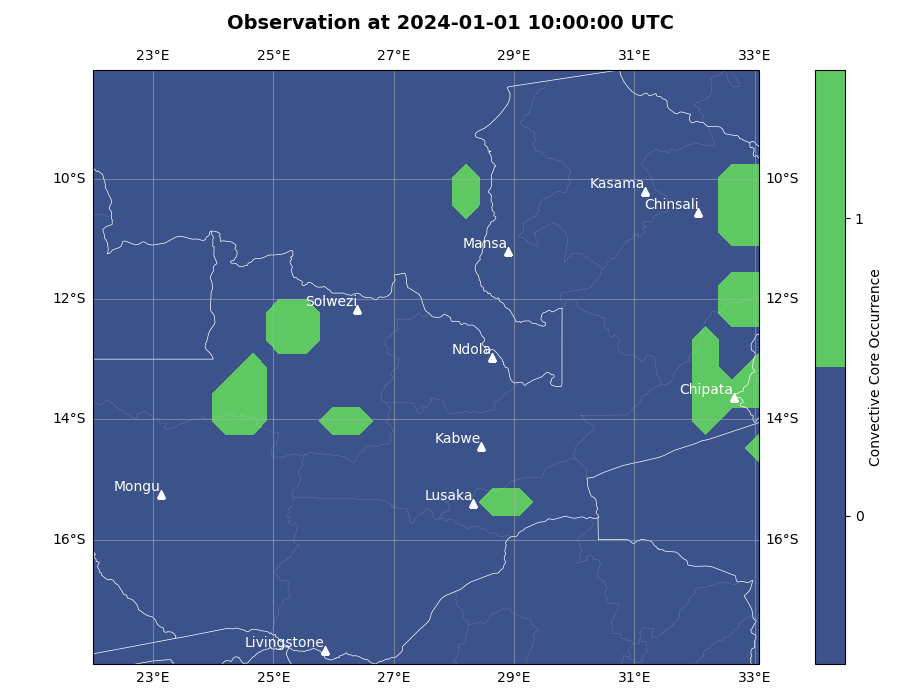 Observation at 2024-01-01 10:00:00 UTC
23°E 25°E 27°E 29°E 31°E 33°E
10°S 10°S
Kasama
Chinsali
1
Mansa
12°S 12°S
Solwezi
Ndola
Chipata
14°S 14°S
Kabwe
Mongu
Lusaka
0
16°S 16°S
Livingstone
23°E 25°E 27°E 29°E 31°E 33°E
Convective Core Occurrence